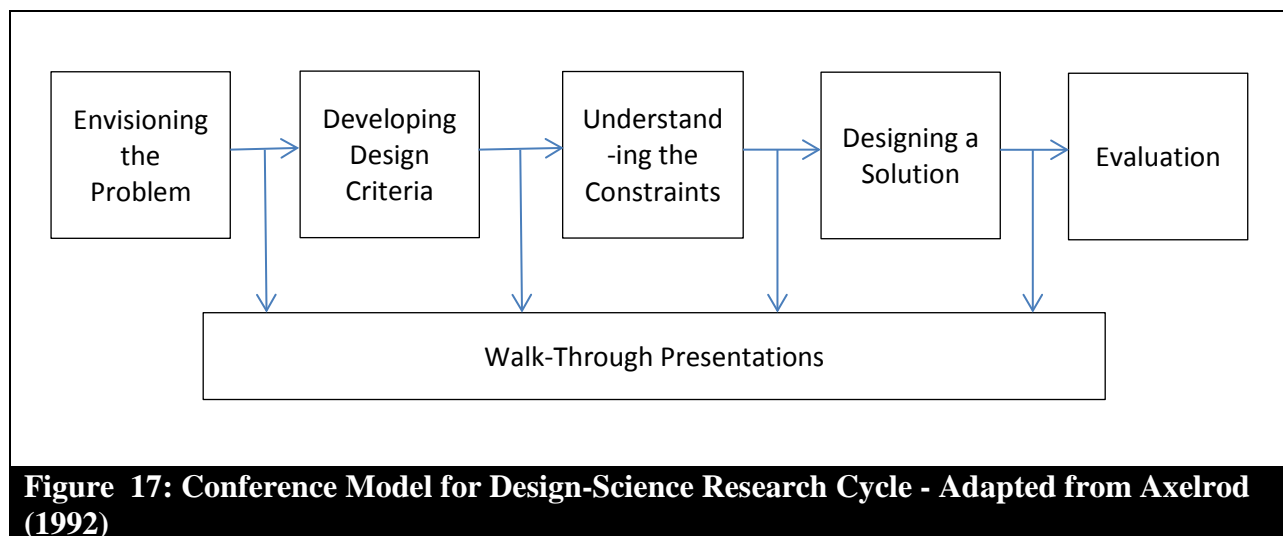 Envisioning
the
Problem
Developing
Design
Criteria
Understand
-ing the
Constraints
Designing a
Solution
Evaluation
Walk-Through Presentations
Figure 17: Conference Model for Design-Science Research Cycle - Adapted from Axelrod
(1992)